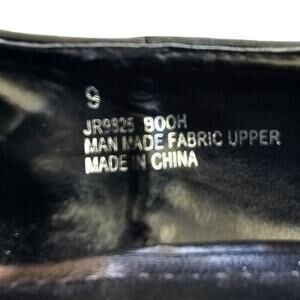 9
JR9825 BOOH
MAN MADE FABRIC UPPER
MADE IN CHINA